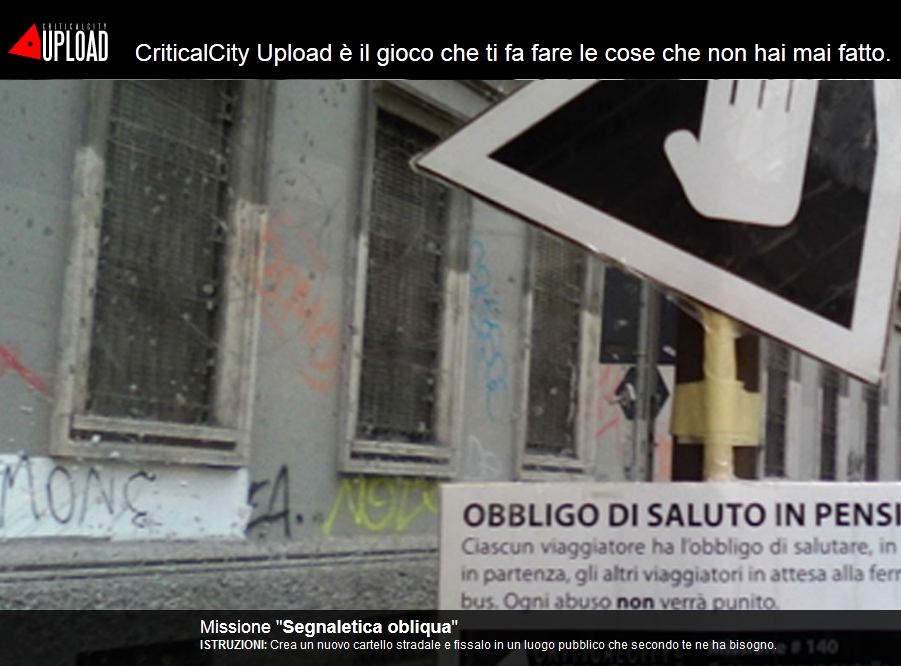 CRITICALCITY
UPLOAD
CriticalCity Upload è il gioco che ti fa fare le cose che non hai mai fatto.
MONE
EA.
OBBLIGO DI SALUTO IN PENSI
Ciascun viaggiatore ha l'obbligo di salutare, in
in partenza, gli altri viaggiatori in attesa alla ferm
bus. Ogni abuso non verrà punito.
Missione "Segnaletica obliqua"
ISTRUZIONI: Crea un nuovo cartello stradale e fissalo in un luogo pubblico che secondo te ne ha bisogno.
# 140